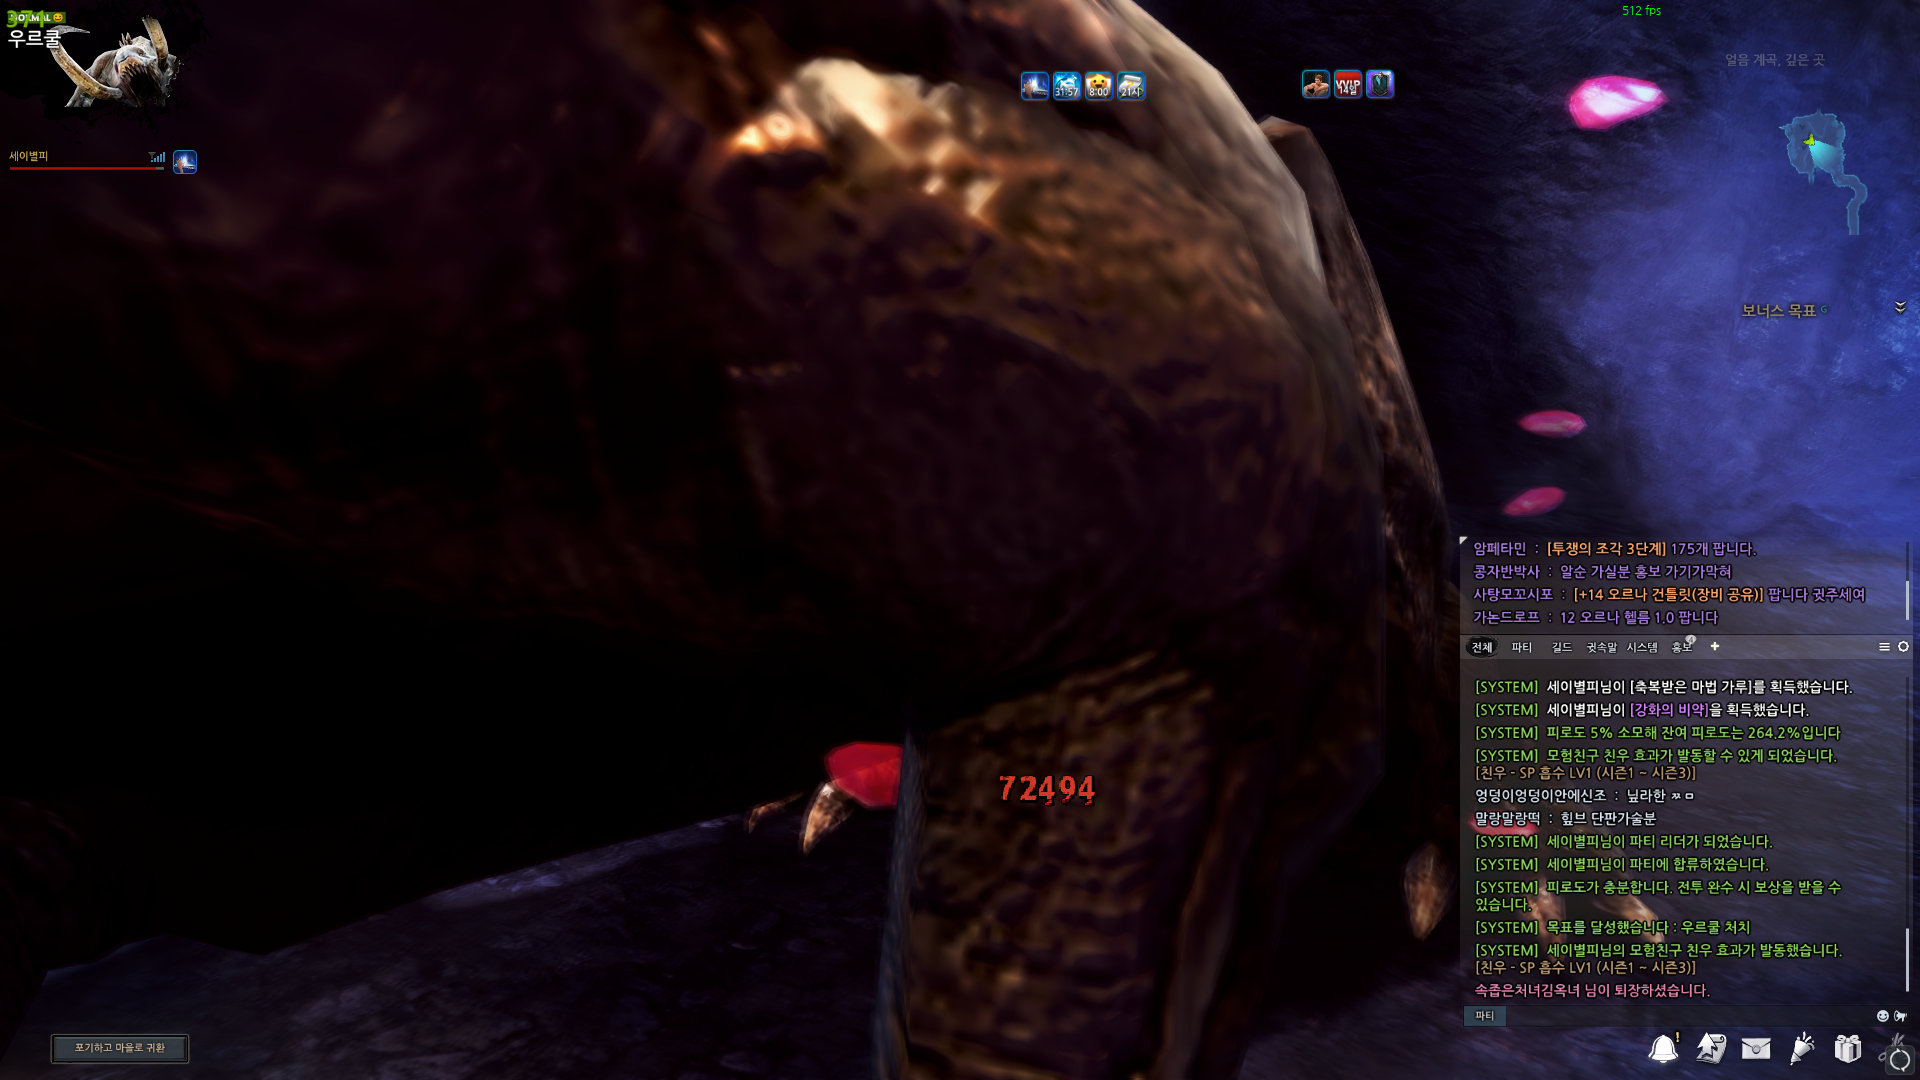 512 fps
371
우르쿨
얼음 계곡, 깊은 곳
31:57
8:00
21시
VVIP
14일
세이별피
보너스 목표 G
암페타민 : [투쟁의 조각 3단계] 175개 팝니다.
콩자반박사 : 알순 가실분 홍보 가기가막혀
사탕모꼬시포 : [+14 오르나 건틀릿(장비 공유)] 팝니다 귓주세여
가논드로프 : 12 오르나 헬름 1.0 팝니다
전체 파티 길드 귓속말 시스템 홍보 4
[SYSTEM] 세이별피님이 [축복받은 마법 가루]를 획득했습니다.
[SYSTEM] 세이별피님이 [강화의 비약]을 획득했습니다.
[SYSTEM] 피로도 5% 소모해 잔여 피로도는 264.2%입니다
[SYSTEM] 모험친구 친우 효과가 발동할 수 있게 되었습니다.
[친우 - SP 흡수 LV1 (시즌1 ~ 시즌3)]
엉덩이엉덩이안에신조 : 닢라한 ㅉㅁ
말랑말랑떡 : 힢브 단판가술분
[SYSTEM] 세이별피님이 파티 리더가 되었습니다.
[SYSTEM] 세이별피님이 파티에 합류하였습니다.
[SYSTEM] 피로도가 충분합니다. 전투 완수 시 보상을 받을 수
있습니다.
[SYSTEM] 목표를 달성했습니다 : 우르쿨 처치
[SYSTEM] 세이별피님의 모험친구 친우 효과가 발동했습니다.
[친우 - SP 흡수 LV1 (시즌1 ~ 시즌3)]
속좁은처녀김옥녀 님이 퇴장하셨습니다.
파티
72494
포기하고 마을로 귀환